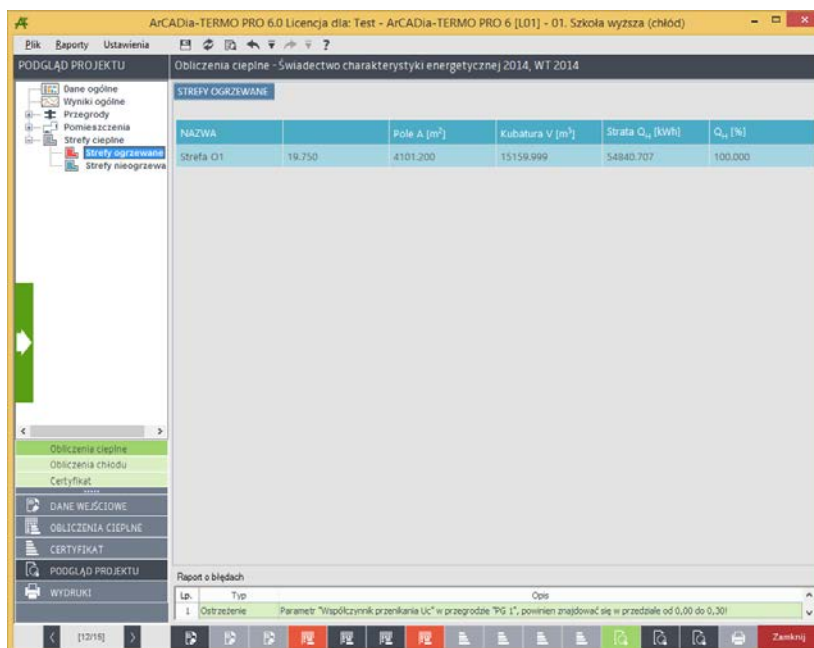 ArCADia-TERMO PRO 6.0 Licencja dla: Test - ArCADia-TERMO PRO 6 [L01] - 01. Szkoła wyższa (chłód)
Plik Raporty Ustawienia
PODGLĄD PROJEKTU
Obliczenia cieplne - Świadectwo charakterystyki energetycznej 2014, WT 2014
Dane ogólne
Wyniki ogólne
Przegrody
Pomieszczenia
Strefy cieplne
Strefy ogrzewane
Strefy nieogrzewa
STREFY OGRZEWANE
NAZWA Pole A [m²] Kubatura V [m³] Strata Q_H [kWh] Q_H [%]
Strefa O1 19.750 4101.200 15159.999 54840.707 100.000
Obliczenia cieplne
Obliczenia chłodu
Certyfikat
DANE WEJŚCIOWE
OBLICZENIA CIEPLNE
CERTYFIKAT
PODGLĄD PROJEKTU
WYDRUKI
Raport o błędach
Lp. Typ Opis
1 Ostrzeżenie Parametr "Współczynnik przenikania Uc" w przegrodzie "PG 1", powinien znajdować się w przedziale od 0,00 do 0,30!
[12/15]
Zamknij